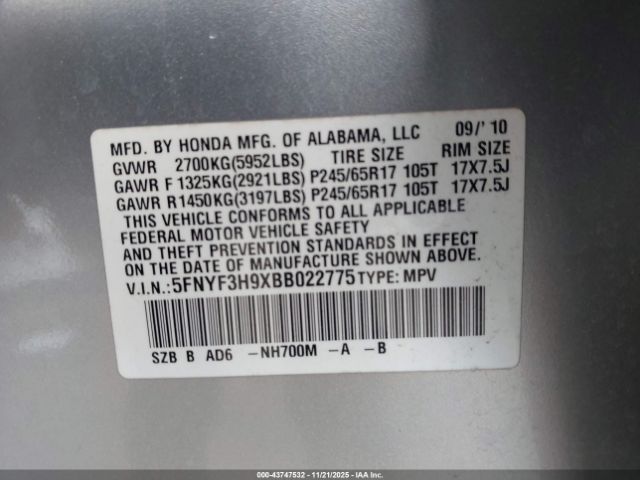 MFD. BY HONDA MFG. OF ALABAMA, LLC 09/'10
GVWR 2700KG(5952LBS) TIRE SIZE RIM SIZE
GAWR F 1325KG(2921LBS) P245/65R17 105T 17X7.5J
GAWR R 1450KG(3197LBS) P245/65R17 105T 17X7.5J
THIS VEHICLE CONFORMS TO ALL APPLICABLE
FEDERAL MOTOR VEHICLE SAFETY
AND THEFT PREVENTION STANDARDS IN EFFECT ON THE
DATE OF MANUFACTURE SHOWN ABOVE.
V.I.N.:5FNYF3H9XBB022775 TYPE: MPV
SZB B AD6 -NH700M -A -B
000-43747532 - 11/21/2025 - IAAI.COM